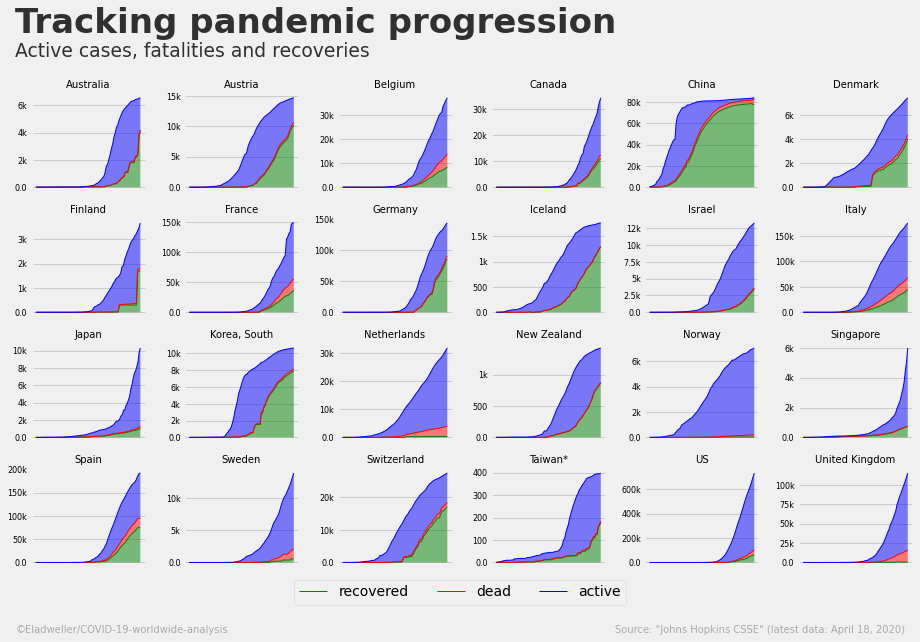 Tracking pandemic progression
Active cases, fatalities and recoveries
Australia Austria Belgium Canada China Denmark
6k 4k 2k 0.0
15k 10k 5k 0.0
30k 20k 10k 0.0
30k 20k 10k 0.0
80k 60k 40k 20k 0.0
6k 4k 2k 0.0
Finland France Germany Iceland Israel Italy
3k 2k 1k 0.0
150k 100k 50k 0.0
150k 100k 50k 0.0
1.5k 1k 500 0.0
12k 10k 7.5k 5k 2.5k 0.0
150k 100k 50k 0.0
Japan Korea, South Netherlands New Zealand Norway Singapore
10k 8k 6k 4k 2k 0.0
10k 8k 6k 4k 2k 0.0
30k 20k 10k 0.0
1k 500 0.0
6k 4k 2k 0.0
6k 4k 2k 0.0
Spain Sweden Switzerland Taiwan* US United Kingdom
200k 150k 100k 50k 0.0
10k 5k 0.0
20k 10k 0.0
400 300 200 100 0.0
600k 400k 200k 0.0
100k 75k 50k 25k 0.0
recovered dead active
©Eladweller/COVID-19-worldwide-analysis
Source: "Johns Hopkins CSSE" (latest data: April 18, 2020)